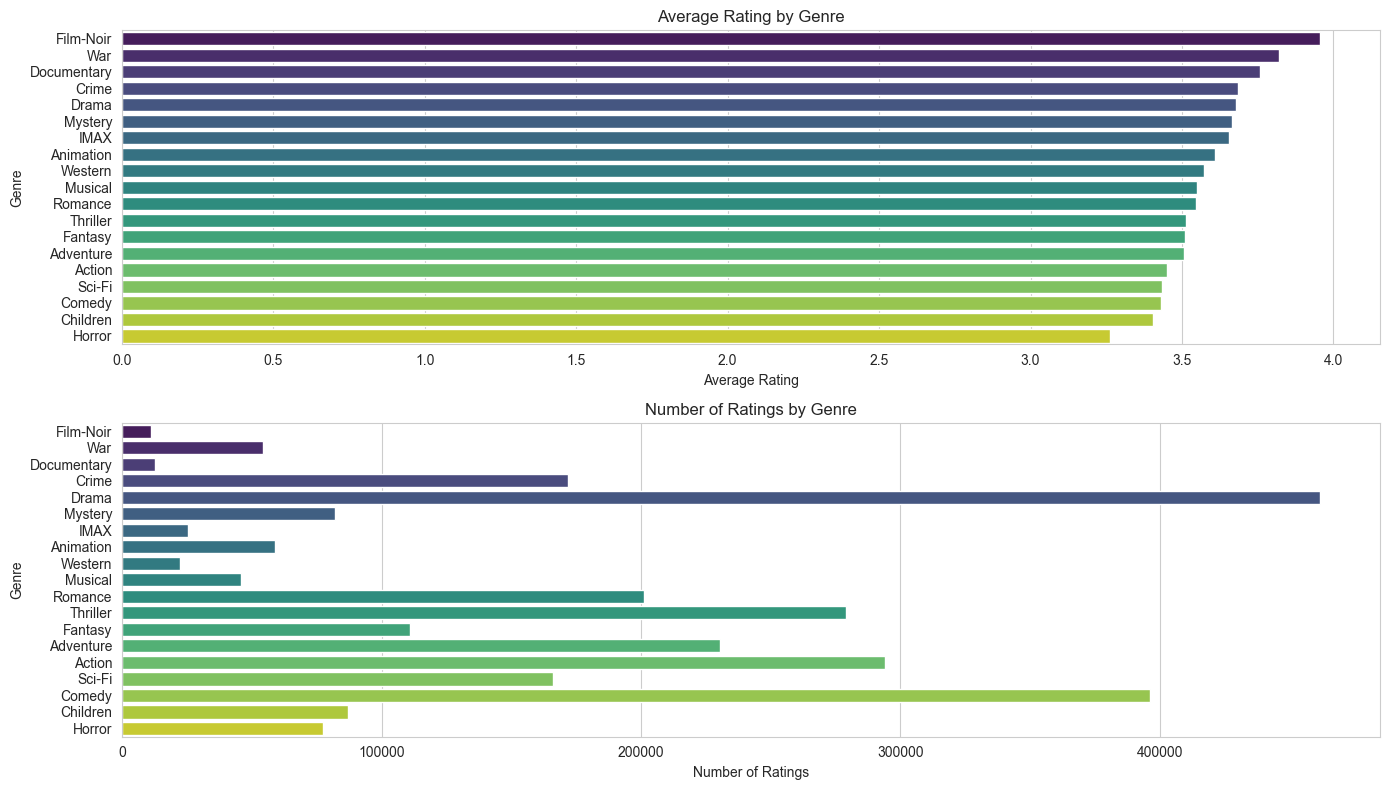 Average Rating by Genre
Genre
Film-Noir
War
Documentary
Crime
Drama
Mystery
IMAX
Animation
Western
Musical
Romance
Thriller
Fantasy
Adventure
Action
Sci-Fi
Comedy
Children
Horror
0.0 0.5 1.0 1.5 2.0 2.5 3.0 3.5 4.0
Average Rating
Number of Ratings by Genre
Genre
Film-Noir
War
Documentary
Crime
Drama
Mystery
IMAX
Animation
Western
Musical
Romance
Thriller
Fantasy
Adventure
Action
Sci-Fi
Comedy
Children
Horror
0 100000 200000 300000 400000
Number of Ratings